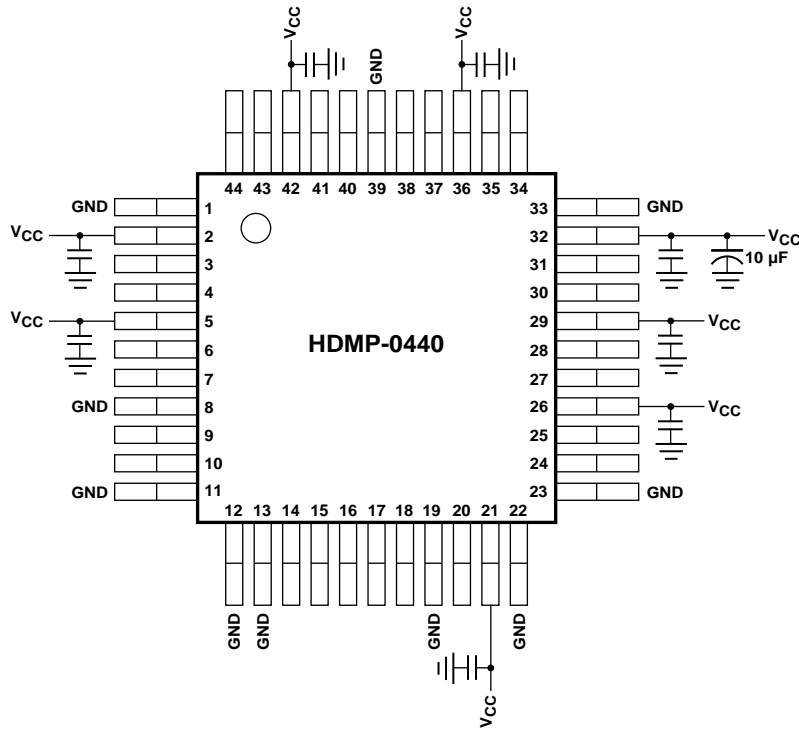 VCC
VCC
GND
44 43 42 41 40 39 38 37 36 35 34
GND 1 33 GND
VCC 2 32 VCC
10 µF
3 31
4 30
VCC 5 29 VCC
6 HDMP-0440 28
7 27
GND 8 26 VCC
9 25
10 24
GND 11 23 GND
12 13 14 15 16 17 18 19 20 21 22
GND GND GND GND
VCC